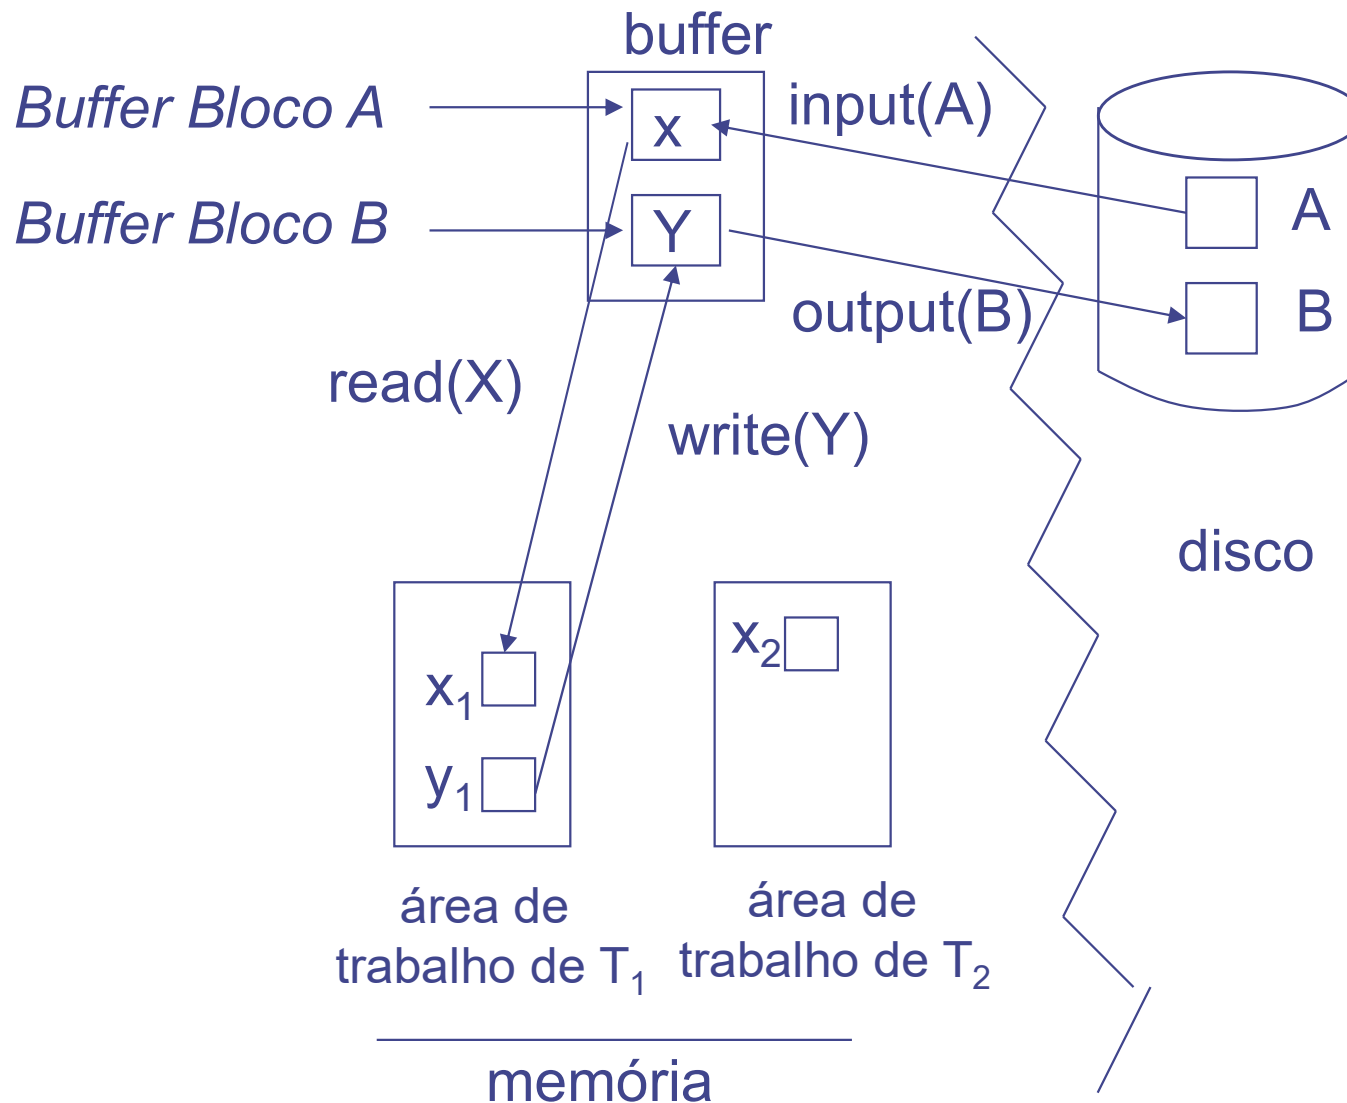 buffer
Buffer Bloco A
x
input(A)
A
Buffer Bloco B
Y
output(B)
B
read(X)
write(Y)
disco
x2
x1
y1
área de
trabalho de T1
área de
trabalho de T2
memória